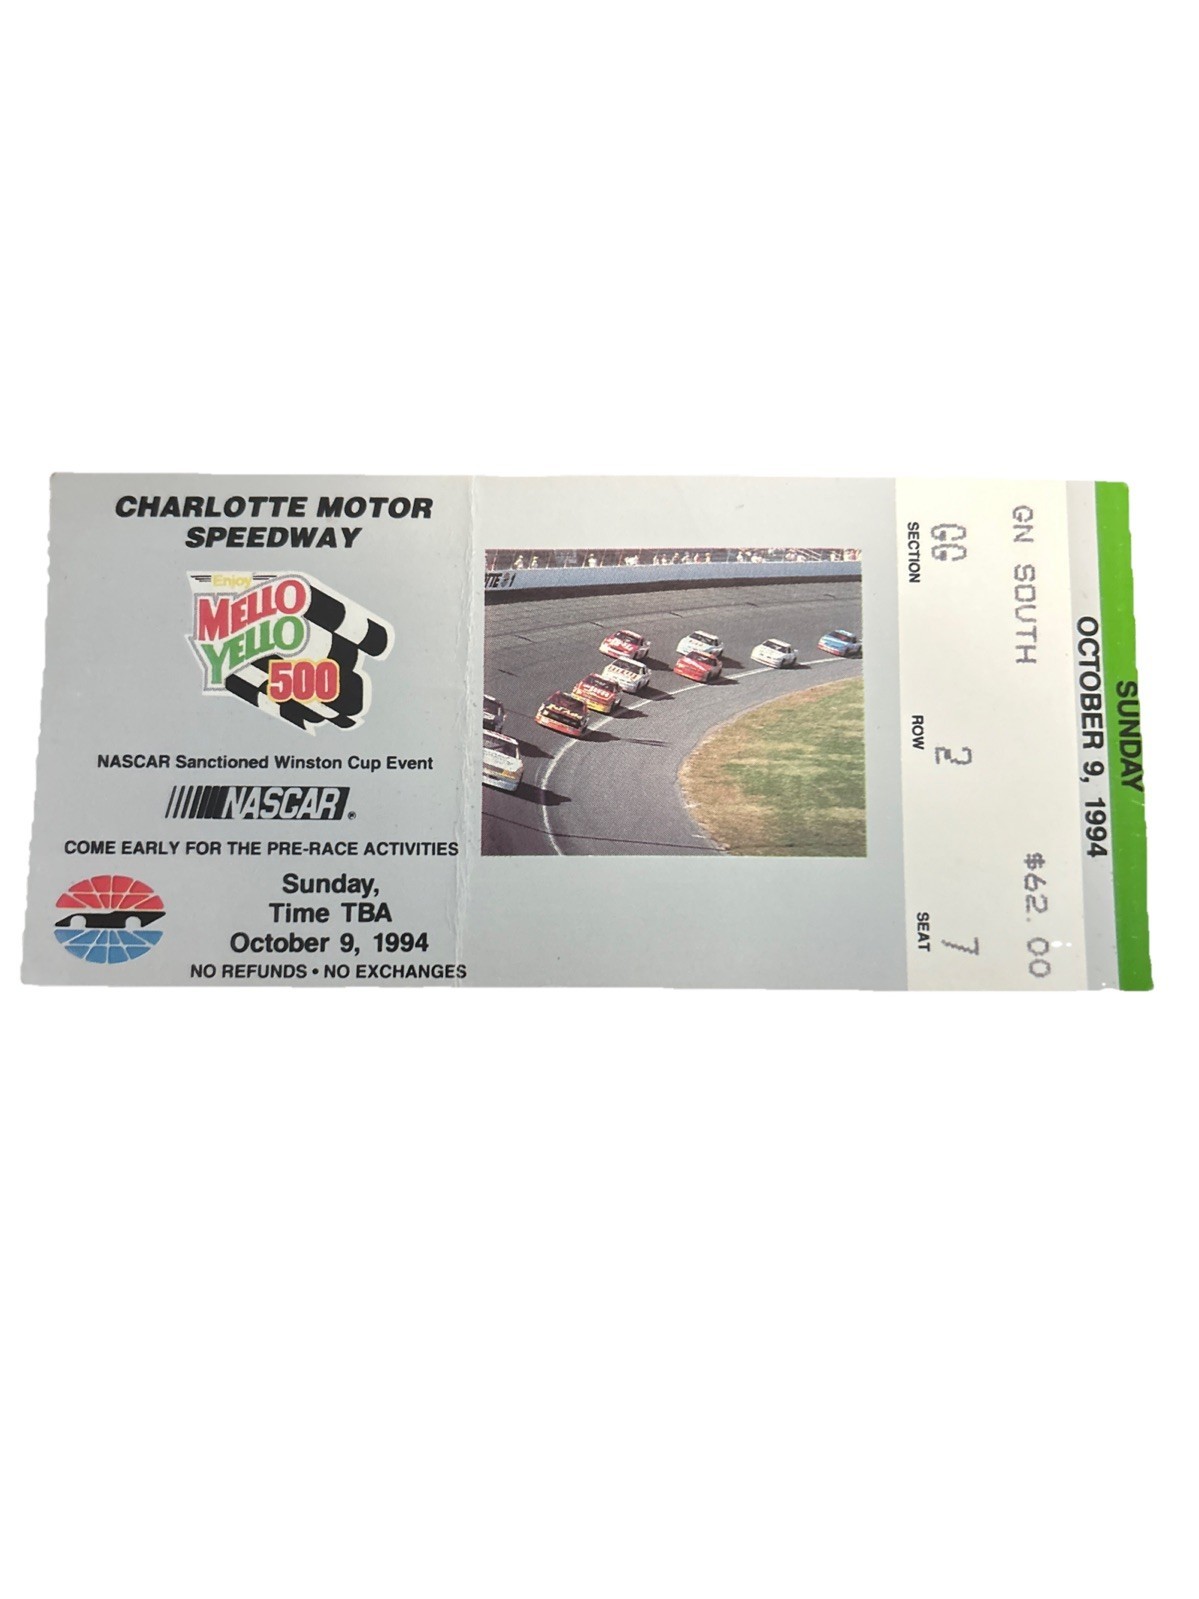 CHARLOTTE MOTOR
SPEEDWAY
Enjoy
MELLO
YELLO
500
NASCAR Sanctioned Winston Cup Event
NASCAR®
COME EARLY FOR THE PRE-RACE ACTIVITIES
Sunday,
Time TBA
October 9, 1994
NO REFUNDS • NO EXCHANGES
SECTION
GG
ROW
2
SEAT
7
GN SOUTH
$62.00
OCTOBER 9, 1994
SUNDAY